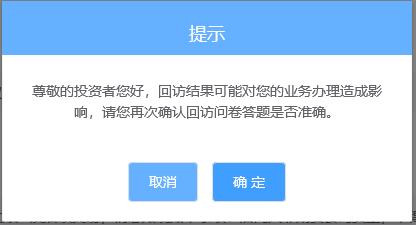 提示
尊敬的投资者您好，回访结果可能对您的业务办理造成影
响，请您再次确认回访问卷答题是否准确。
取消
确 定